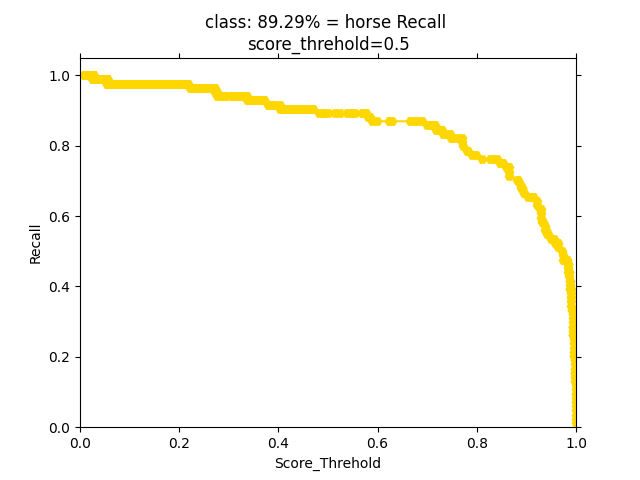 class: 89.29% = horse Recall
score_threhold=0.5
1.0
0.8
0.6
0.4
0.2
0.0
Recall
0.0 0.2 0.4 0.6 0.8 1.0
Score_Threhold